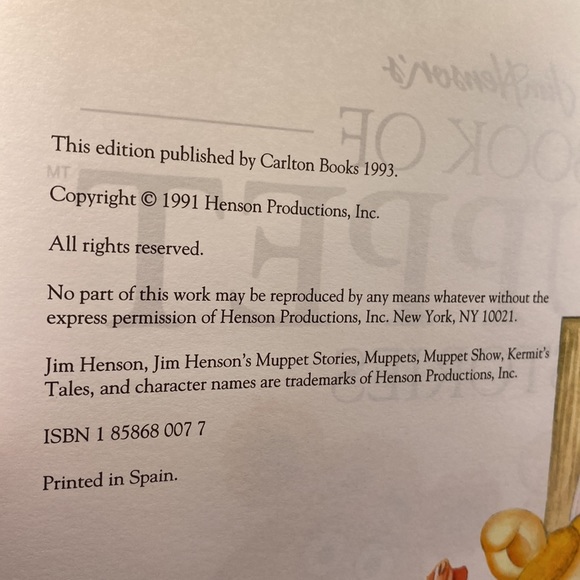 This edition published by Carlton Books 1993.
Copyright © 1991 Henson Productions, Inc.
All rights reserved.
No part of this work may be reproduced by any means whatever without the
express permission of Henson Productions, Inc. New York, NY 10021.
Jim Henson, Jim Henson's Muppet Stories, Muppets, Muppet Show, Kermit's
Tales, and character names are trademarks of Henson Productions, Inc.
ISBN 1 85868 007 7
Printed in Spain.